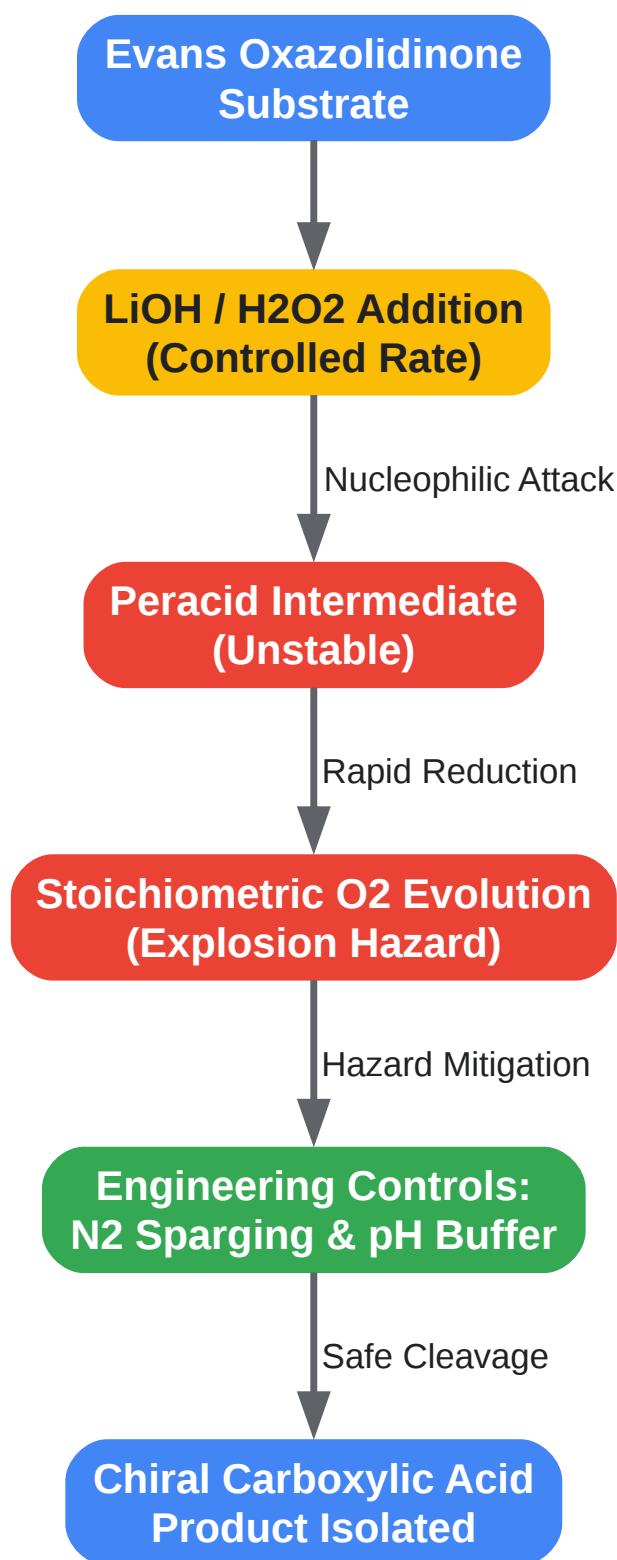 Evans Oxazolidinone
Substrate
LiOH / H2O2 Addition
(Controlled Rate)
Nucleophilic Attack
Peracid Intermediate
(Unstable)
Rapid Reduction
Stoichiometric O2 Evolution
(Explosion Hazard)
Hazard Mitigation
Engineering Controls:
N2 Sparging & pH Buffer
Safe Cleavage
Chiral Carboxylic Acid
Product Isolated